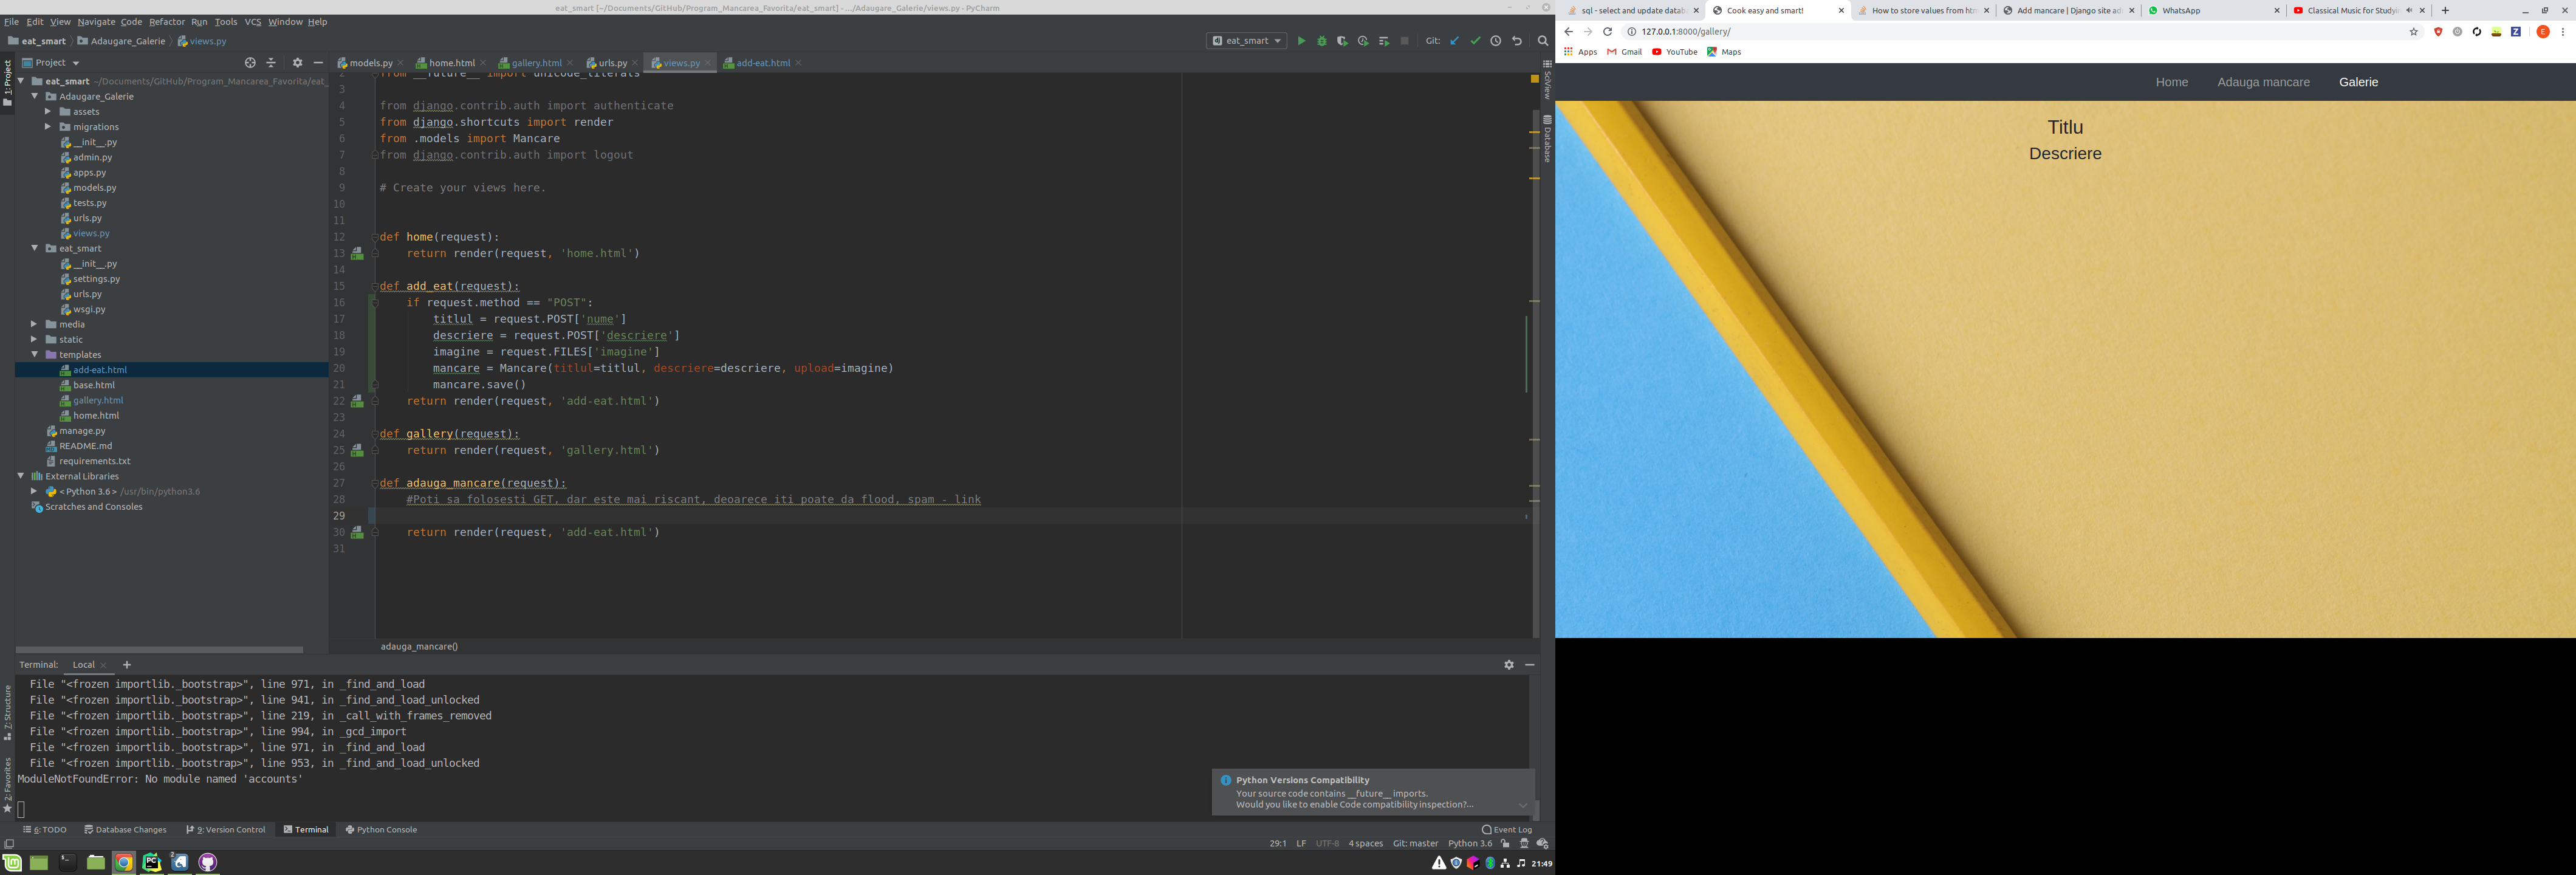 eat_smart [~/Documents/GitHub/Program_Mancarea_Favorita/eat_smart] - .../Adaugare_Galerie/views.py - PyCharm
File Edit View Navigate Code Refactor Run Tools VCS Window Help
eat_smart Adaugare_Galerie views.py
eat_smart Git:
Project
models.py home.html gallery.html urls.py views.py add-eat.html
1: Project
eat_smart ~/Documents/GitHub/Program_Mancarea_Favorita/eat_
Adaugare_Galerie
assets
migrations
__init__.py
admin.py
apps.py
models.py
tests.py
urls.py
views.py
eat_smart
__init__.py
settings.py
urls.py
wsgi.py
media
static
templates
add-eat.html
base.html
gallery.html
home.html
manage.py
README.md
requirements.txt
External Libraries
< Python 3.6 > /usr/bin/python3.6
Scratches and Consoles
2 from __future__ import unicode_literals
3
4 from django.contrib.auth import authenticate
5 from django.shortcuts import render
6 from .models import Mancare
7 from django.contrib.auth import logout
8
9 # Create your views here.
10
11
12 def home(request):
13 return render(request, 'home.html')
14
15 def add_eat(request):
16 if request.method == "POST":
17 titlul = request.POST['nume']
18 descriere = request.POST['descriere']
19 imagine = request.FILES['imagine']
20 mancare = Mancare(titlul=titlul, descriere=descriere, upload=imagine)
21 mancare.save()
22 return render(request, 'add-eat.html')
23
24 def gallery(request):
25 return render(request, 'gallery.html')
26
27 def adauga_mancare(request):
28 #Poti sa folosesti GET, dar este mai riscant, deoarece iti poate da flood, spam - link
29
30 return render(request, 'add-eat.html')
31
adauga_mancare()
SciView
Database
Terminal: Local +
File "<frozen importlib._bootstrap>", line 971, in _find_and_load
File "<frozen importlib._bootstrap>", line 941, in _find_and_load_unlocked
File "<frozen importlib._bootstrap>", line 219, in _call_with_frames_removed
File "<frozen importlib._bootstrap>", line 994, in _gcd_import
File "<frozen importlib._bootstrap>", line 971, in _find_and_load
File "<frozen importlib._bootstrap>", line 953, in _find_and_load_unlocked
ModuleNotFoundError: No module named 'accounts'
7: Structure
2: Favorites
Python Versions Compatibility
Your source code contains __future__ imports.
Would you like to enable Code compatibility inspection?...
6: TODO Database Changes 9: Version Control Terminal Python Console
Event Log
29:1 LF UTF-8 4 spaces Git: master Python 3.6
21:49
sql - select and update datab Cook easy and smart! How to store values from htm Add mancare | Django site ad WhatsApp Classical Music for Studyin
127.0.0.1:8000/gallery/
Apps Gmail YouTube Maps
Home Adauga mancare Galerie
Titlu
Descriere